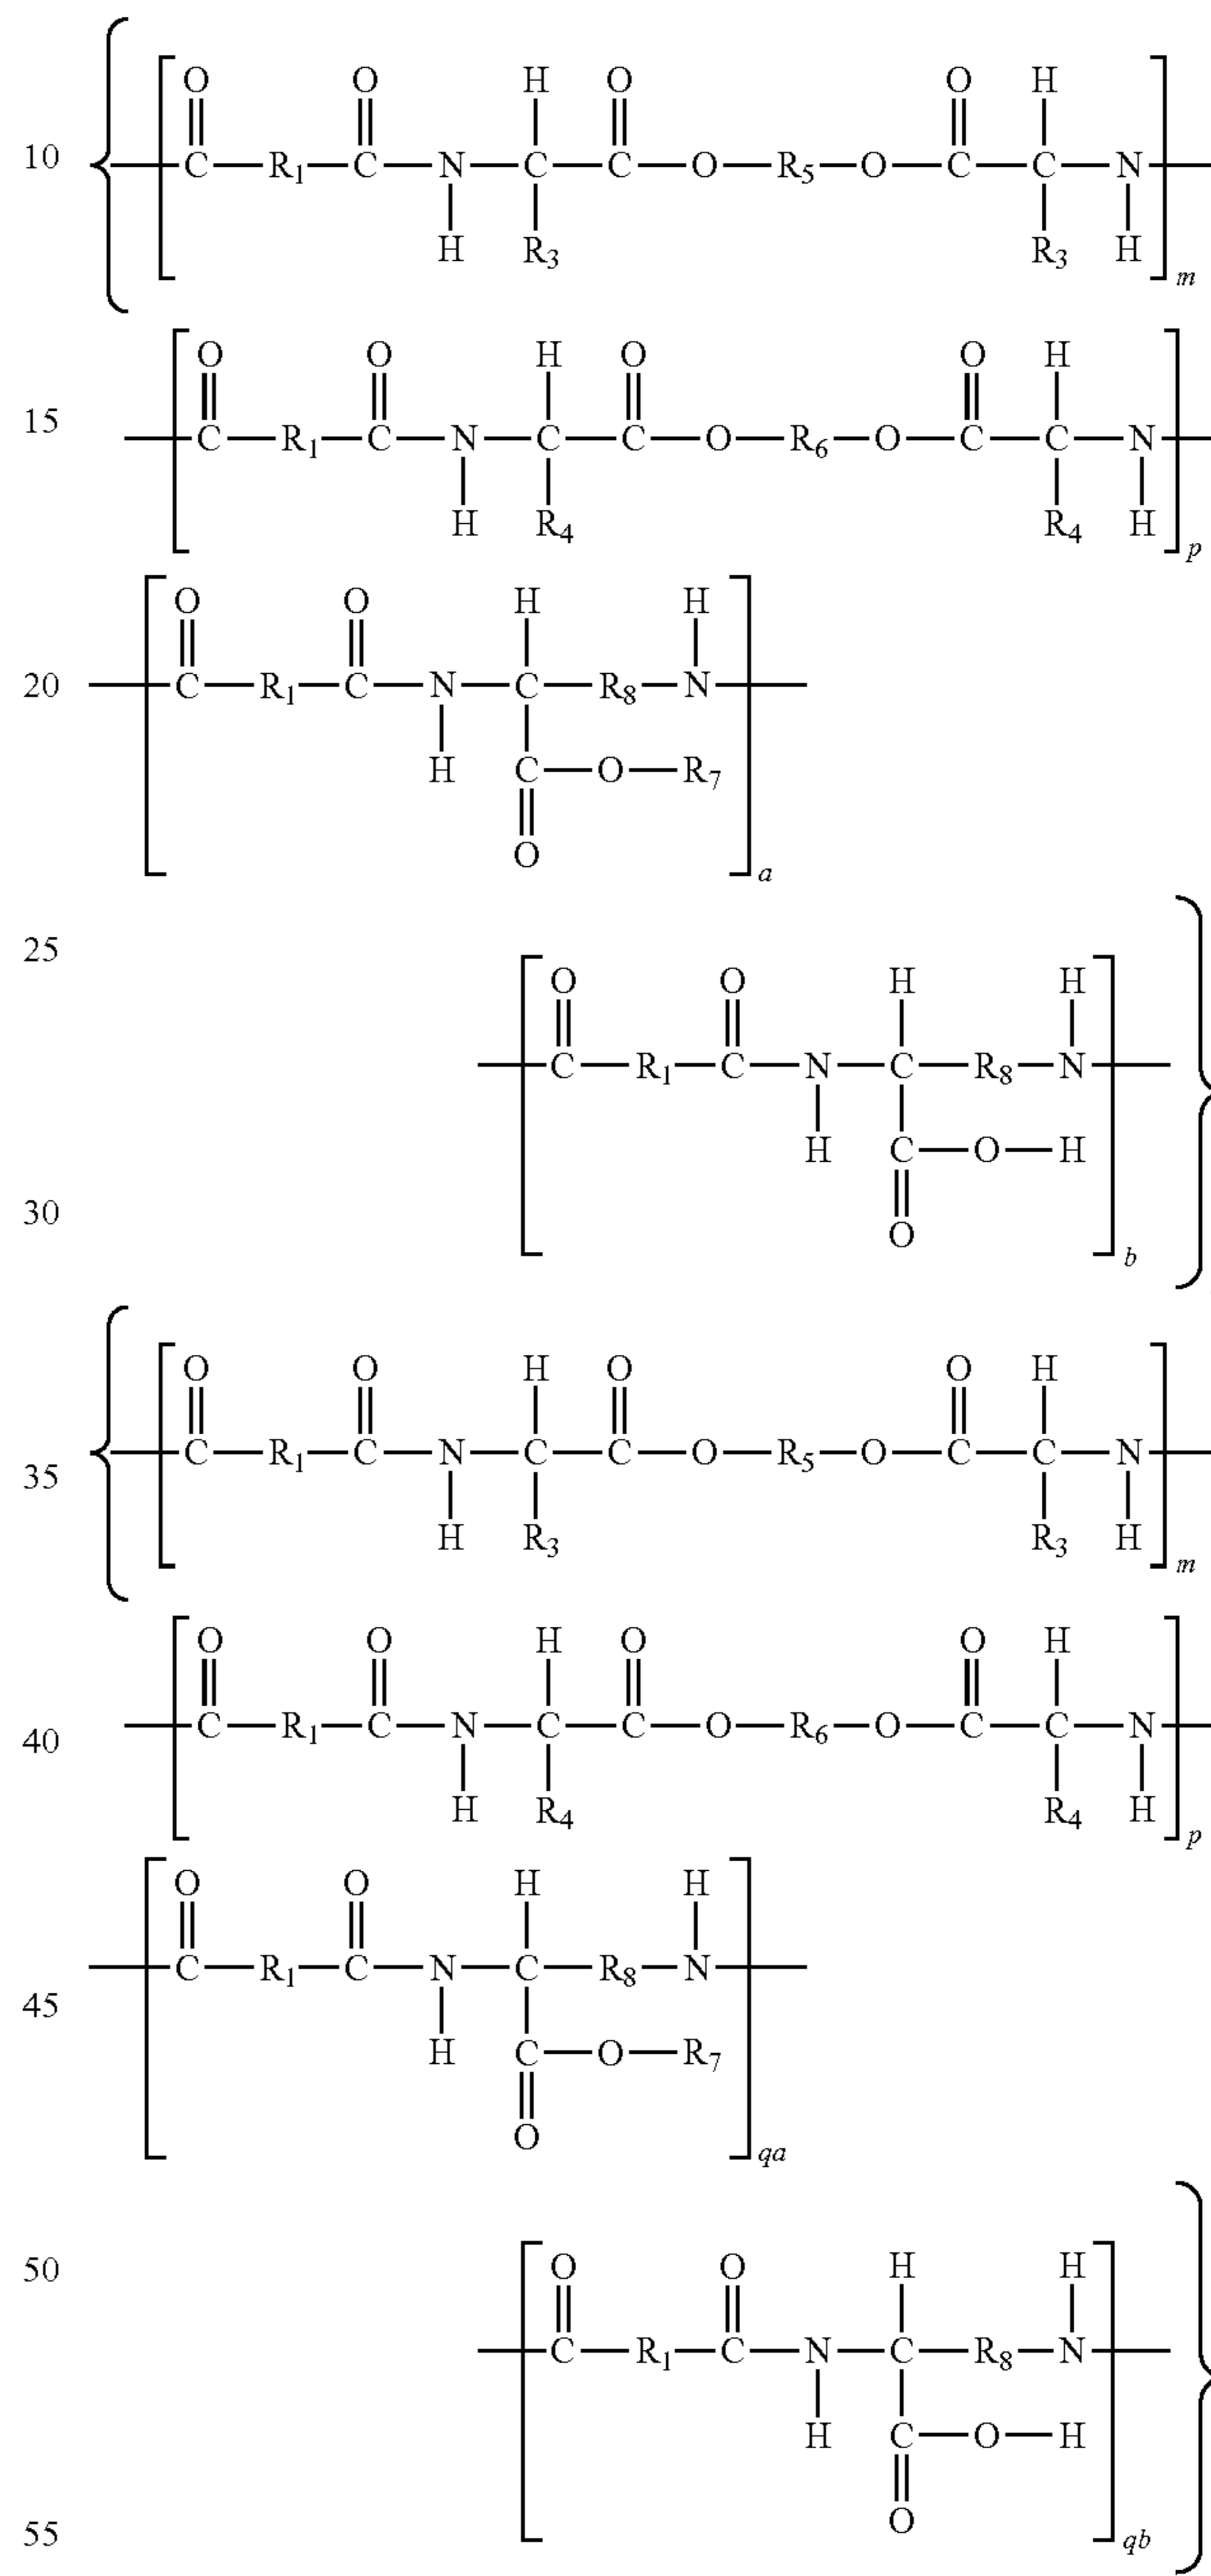 O O H O O H
10 C R1 C N C C O R5 O C C N
H R3 R3 H m
O O H O O H
15 C R1 C N C C O R6 O C C N
H R4 R4 H p
O O H H
20 C R1 C N C R8 N
H C O R7
O a
25
O O H H
C R1 C N C R8 N
H C O H
30 O b
O O H O O H
35 C R1 C N C C O R5 O C C N
H R3 R3 H m
O O H O O H
40 C R1 C N C C O R6 O C C N
H R4 R4 H p
O O H H
C R1 C N C R8 N
45 H C O R7
O qa
50 O O H H
C R1 C N C R8 N
H C O H
O qb
55